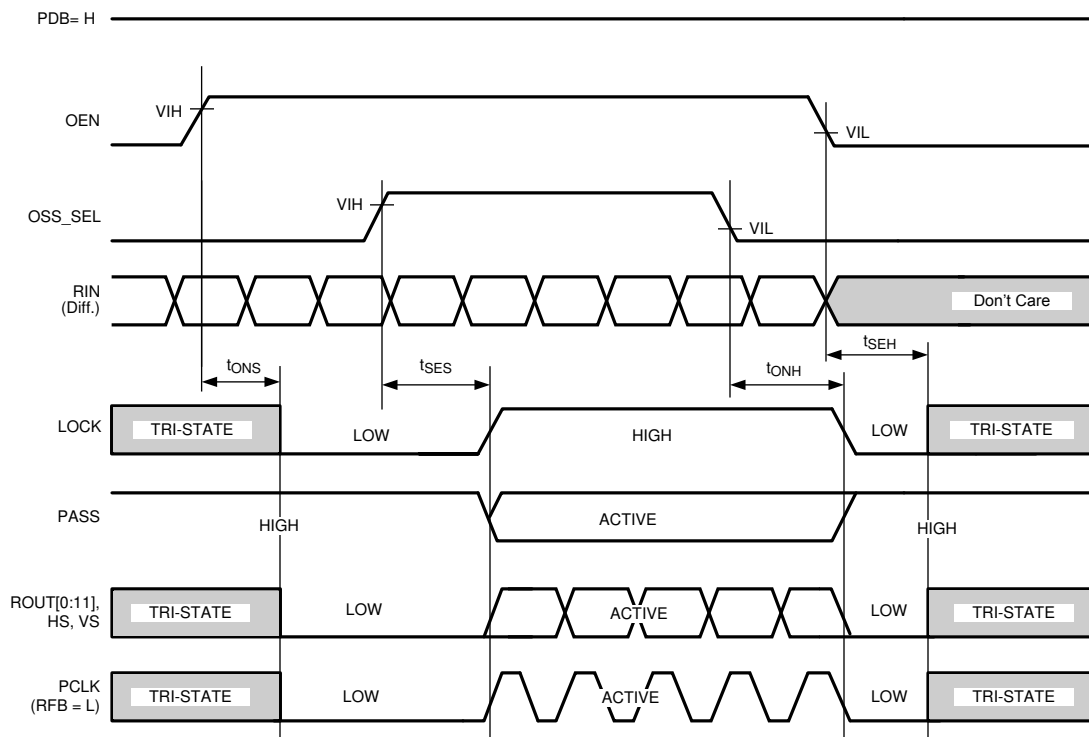 PDB= H
OEN
VIH
VIL
OSS_SEL
VIH
VIL
RIN
(Diff.)
Don't Care
tONS
tSES
tONH
tSEH
LOCK
TRI-STATE
LOW
HIGH
LOW
TRI-STATE
PASS
HIGH
ACTIVE
HIGH
ROUT[0:11],
HS, VS
TRI-STATE
LOW
ACTIVE
LOW
TRI-STATE
PCLK
(RFB = L)
TRI-STATE
LOW
ACTIVE
LOW
TRI-STATE